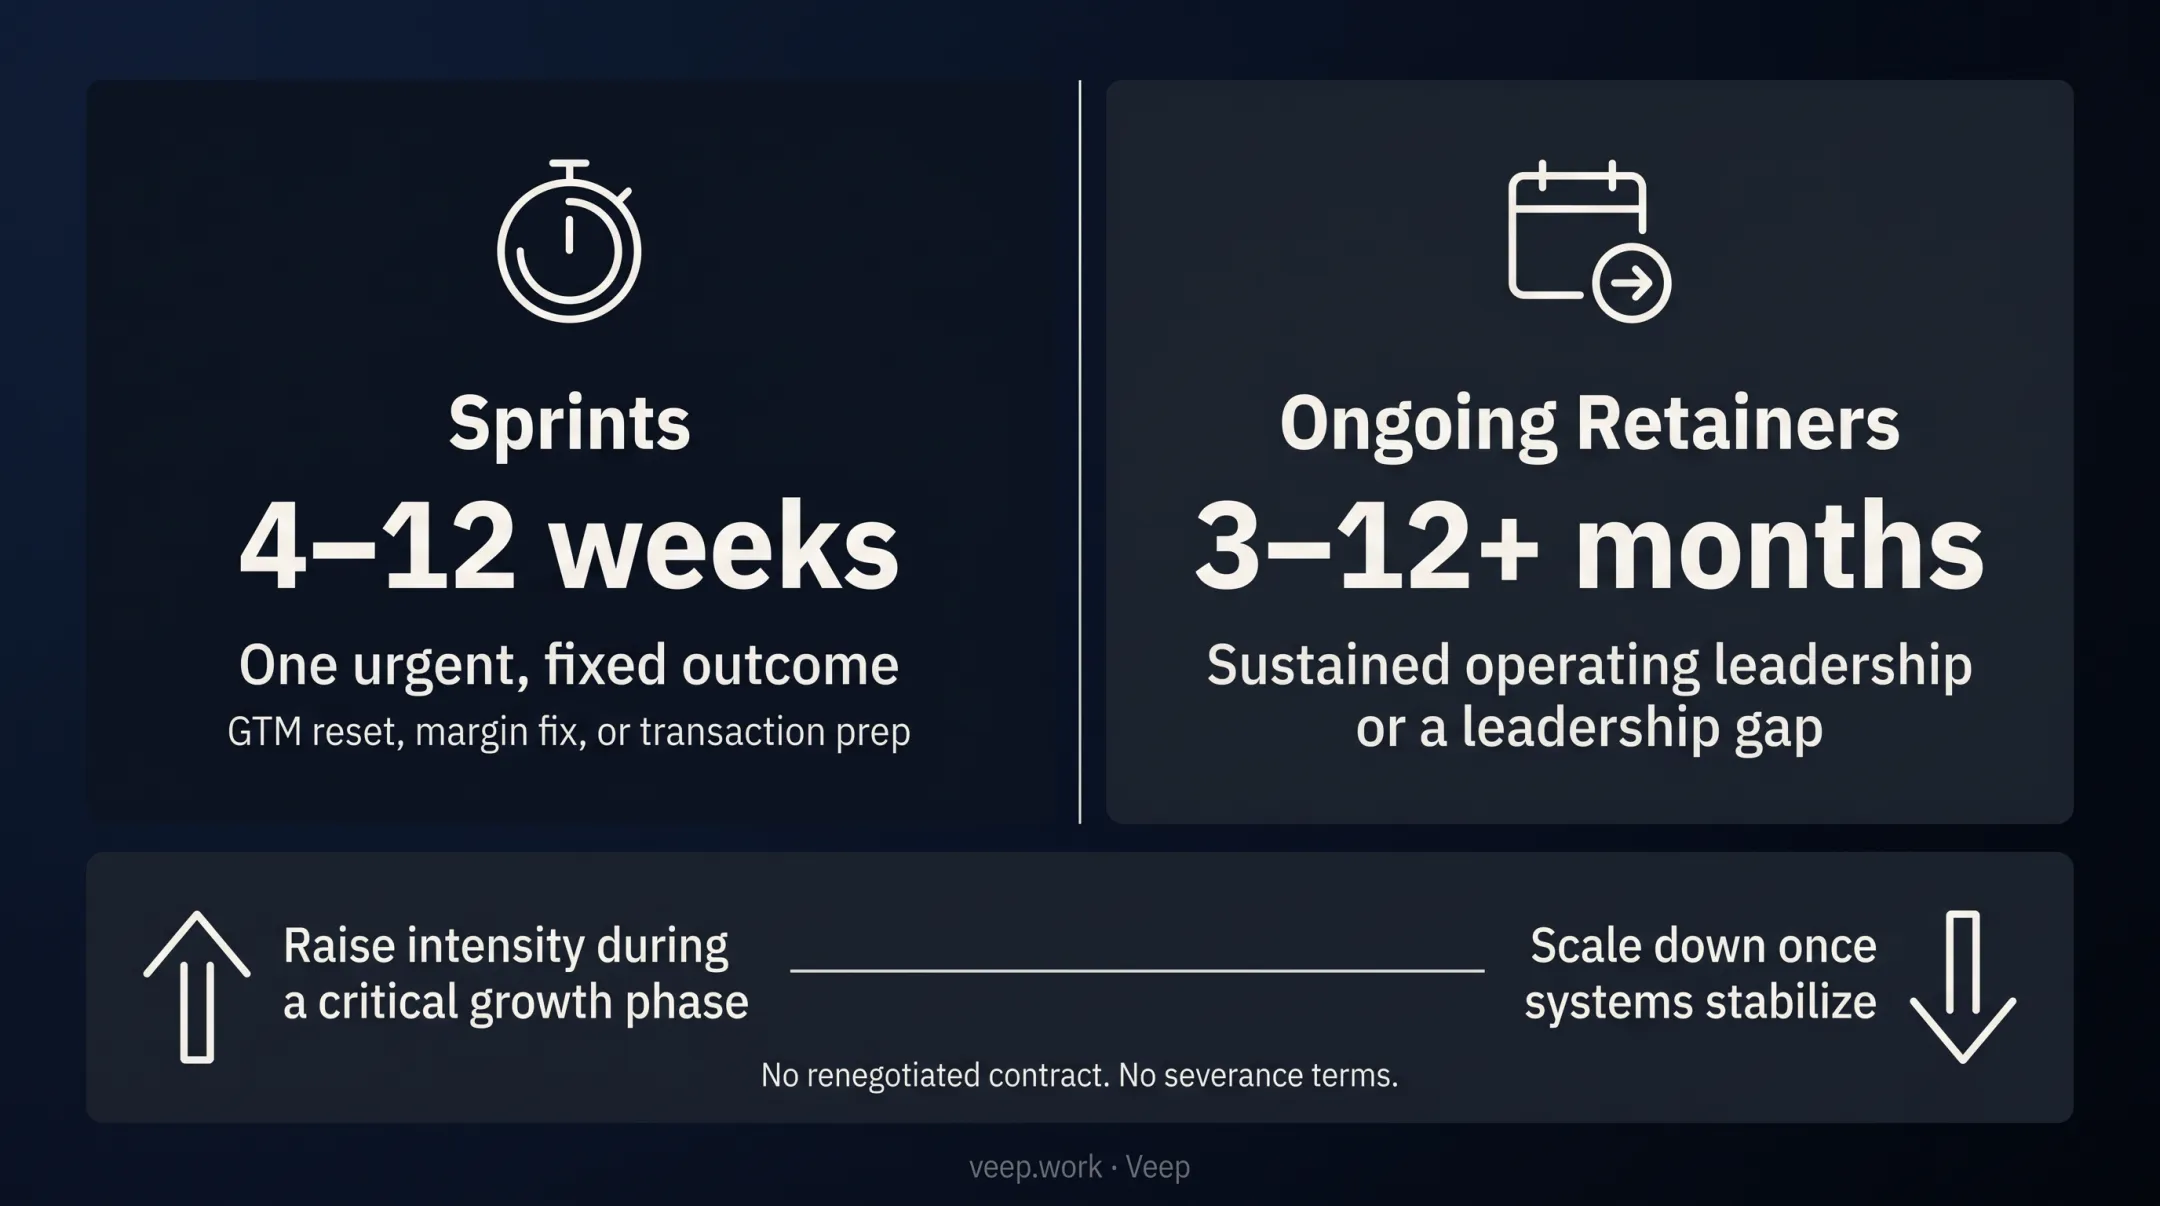 Sprints
4–12 weeks
One urgent, fixed outcome
GTM reset, margin fix, or transaction prep
Ongoing Retainers
3–12+ months
Sustained operating leadership
or a leadership gap
Raise intensity during
a critical growth phase
Scale down once
systems stabilize
No renegotiated contract. No severance terms.
veep.work · Veep